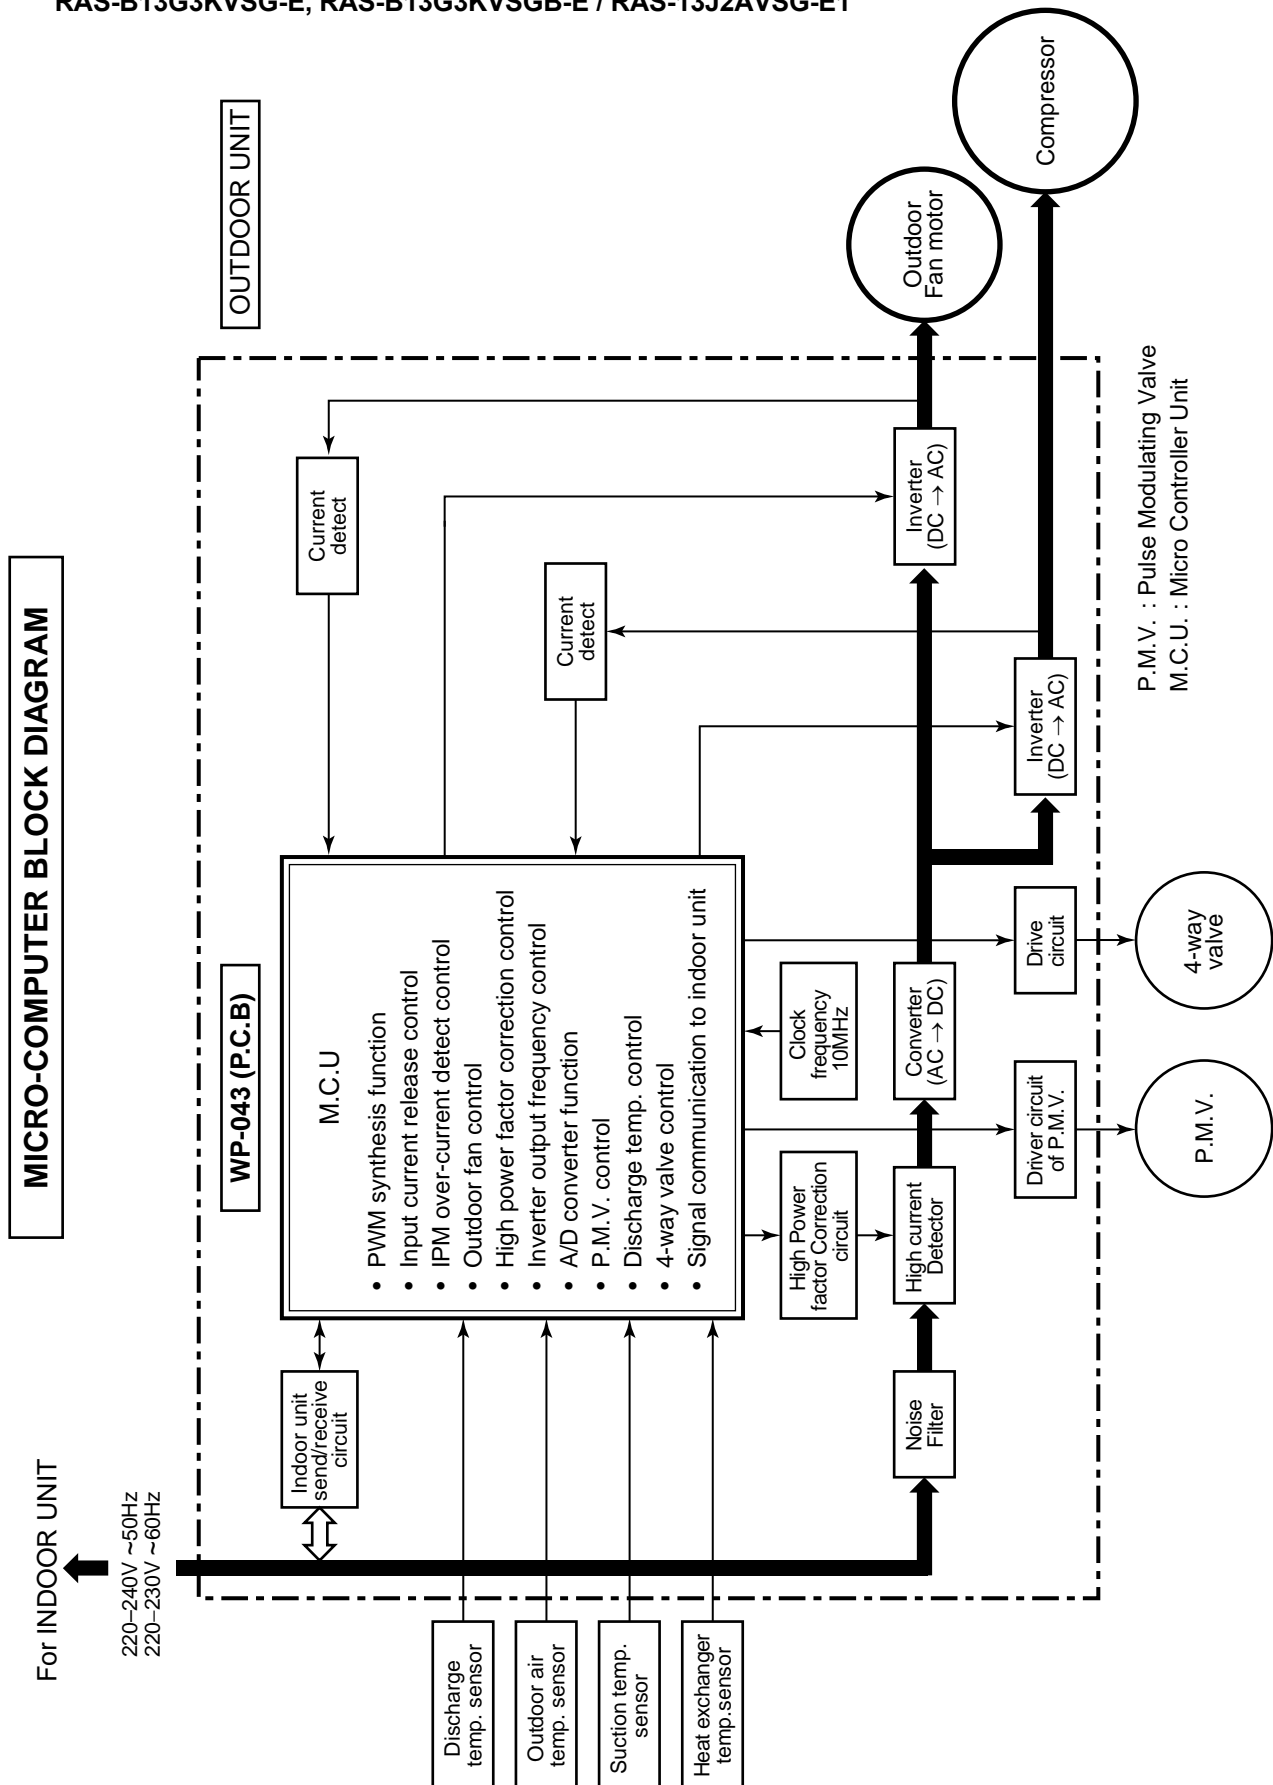 RAS-B13G3KVSG-E, RAS-B13G3KVSGB-E / RAS-13J2AVSG-E1
MICRO-COMPUTER BLOCK DIAGRAM
For INDOOR UNIT
220–240V ~50Hz
220–230V ~60Hz
WP-043 (P.C.B)
OUTDOOR UNIT
Discharge
temp. sensor
Outdoor air
temp. sensor
Suction temp.
sensor
Heat exchanger
temp.sensor
Indoor unit
send/receive
circuit
M.C.U
• PWM synthesis function
• Input current release control
• IPM over-current detect control
• Outdoor fan control
• High power factor correction control
• Inverter output frequency control
• A/D converter function
• P.M.V. control
• Discharge temp. control
• 4-way valve control
• Signal communication to indoor unit
Current
detect
Current
detect
High Power
factor Correction
circuit
Clock
frequency
10MHz
Noise
Filter
High current
Detector
Converter
(AC → DC)
Inverter
(DC → AC)
Outdoor
Fan motor
Inverter
(DC → AC)
Compressor
Driver circuit
of P.M.V.
Drive
circuit
P.M.V.
4-way
valve
P.M.V. : Pulse Modulating Valve
M.C.U. : Micro Controller Unit